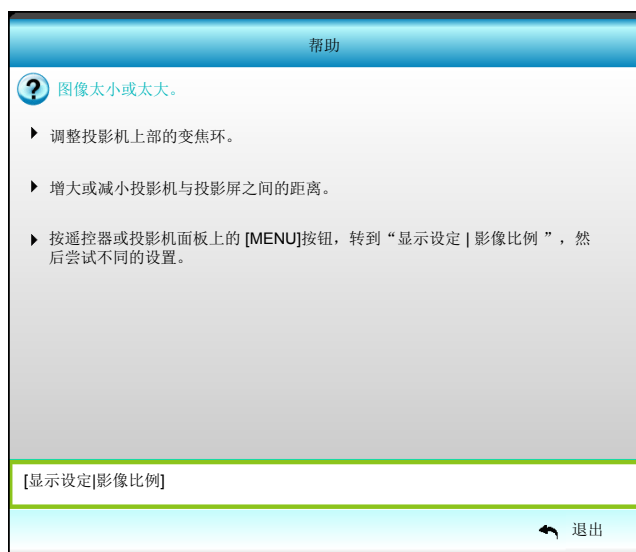 帮助
图像太小或太大。
调整投影机上部的变焦环。
增大或减小投影机与投影屏之间的距离。
按遥控器或投影机面板上的 [MENU]按钮，转到“显示设定 | 影像比例 ”，然
后尝试不同的设置。
[显示设定|影像比例]
退出